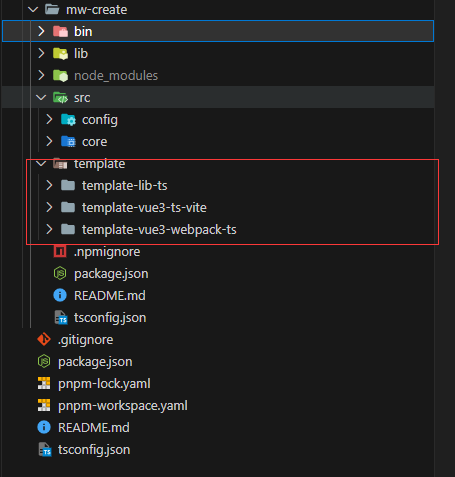 mw-create
bin
lib
node_modules
src
config
core
template
template-lib-ts
template-vue3-ts-vite
template-vue3-webpack-ts
.npmignore
package.json
README.md
tsconfig.json
.gitignore
package.json
pnpm-lock.yaml
pnpm-workspace.yaml
README.md
tsconfig.json